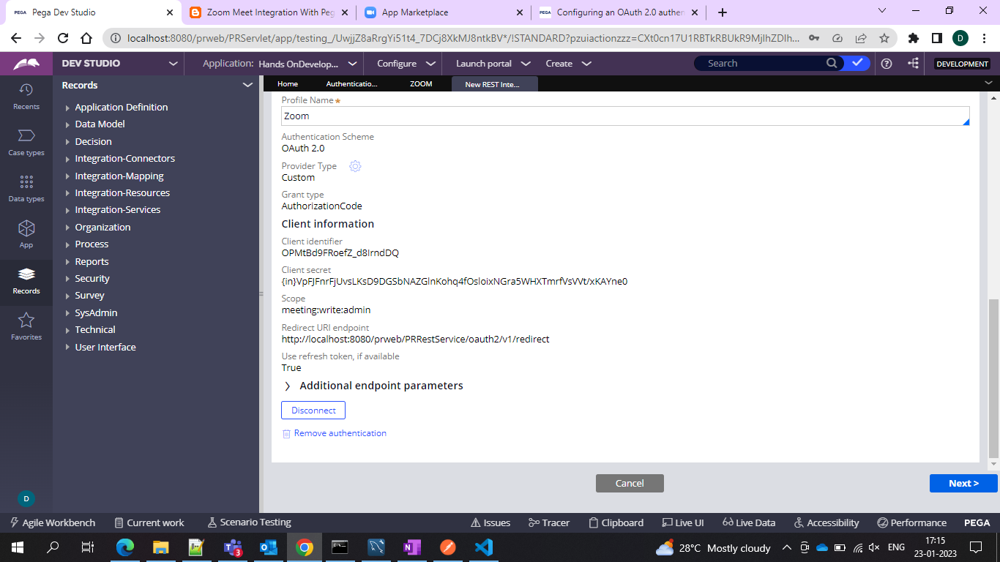 PEGA Pega Dev Studio
Zoom Meet Integration With Peg
App Marketplace
PEGA Configuring an OAuth 2.0 authen
localhost:8080/prweb/PRServlet/app/testing_/UwjjZ8aRrgYi51t4_7DCj8XkMJ8ntkBV*/!STANDARD?pzuiactionzzz=CXt0cn17U1RBTkRBUkR9MjlhZDlh...
D
DEV STUDIO
Application: Hands OnDevelop...
Configure
Launch portal
Create
Search
DEVELOPMENT
Recents
Case types
Data types
App
Records
Favorites
D
Records
Application Definition
Data Model
Decision
Integration-Connectors
Integration-Mapping
Integration-Resources
Integration-Services
Organization
Process
Reports
Security
Survey
SysAdmin
Technical
User Interface
Home
Authenticatio...
ZOOM
New REST Inte...
Profile Name★
Zoom
Authentication Scheme
OAuth 2.0
Provider Type
Custom
Grant type
AuthorizationCode
Client information
Client identifier
OPMtBd9FRoefZ_d8IrndDQ
Client secret
{in}VpFJFnrFjUvsLKsD9DGSbNAZGlnKohq4fOsloixNGra5WHXTmrfVsVVt/xKAYne0
Scope
meeting:write:admin
Redirect URI endpoint
http://localhost:8080/prweb/PRRestService/oauth2/v1/redirect
Use refresh token, if available
True
Additional endpoint parameters
Disconnect
Remove authentication
Cancel
Next >
Agile Workbench
Current work
Scenario Testing
Issues
Tracer
Clipboard
Live UI
Live Data
Accessibility
Performance
PEGA
3
28°C Mostly cloudy
ENG
17:15
23-01-2023